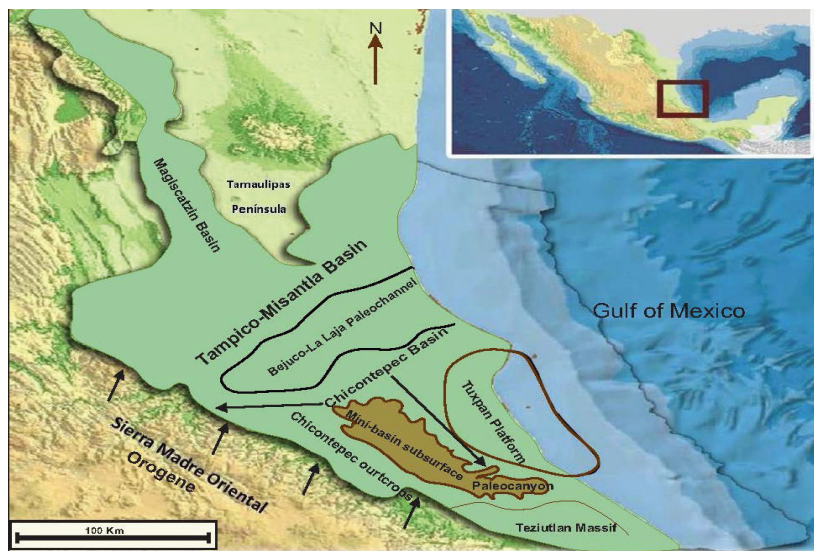 N
Magiscatzin Basin
Tamaulipas
Península
Tampico-Misantla Basin
Bejuco-La Laja Paleochannel
Gulf of Mexico
Chicontepec Basin
Tuxpan Platform
Mini-basin subsurface
Chicontepec ourtcrops
Sierra Madre Oriental
Orogene
Paleocanyon
Teziutlan Massif
100 Km